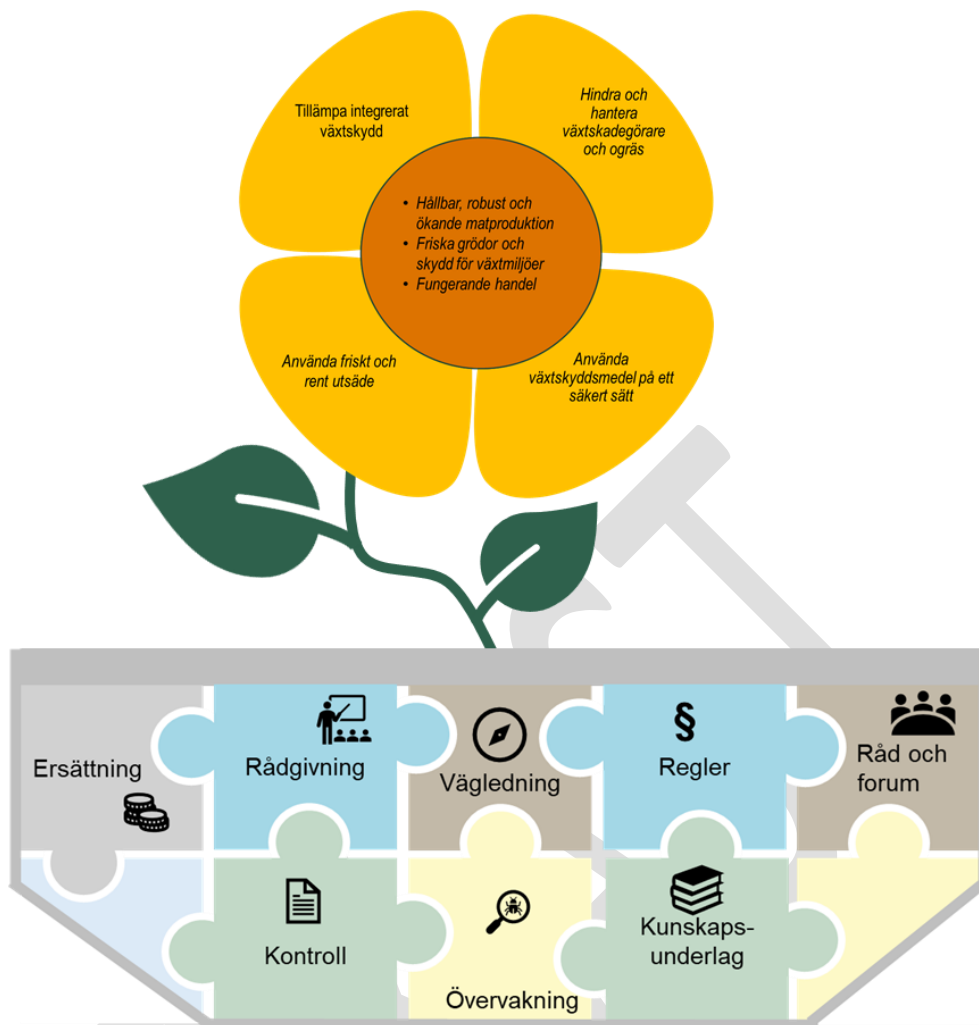 Tillämpa integrerat
växtskydd
Hindra och
hantera
växtskadegörare
och ogräs
• Hållbar, robust och
ökande matproduktion
• Friska grödor och
skydd för växtmiljöer
• Fungerande handel
Använda friskt och
rent utsäde
Använda
växtskyddsmedel på ett
säkert sätt
Ersättning
Rådgivning
Vägledning
§
Regler
Råd och
forum
Kontroll
Övervakning
Kunskaps-
underlag